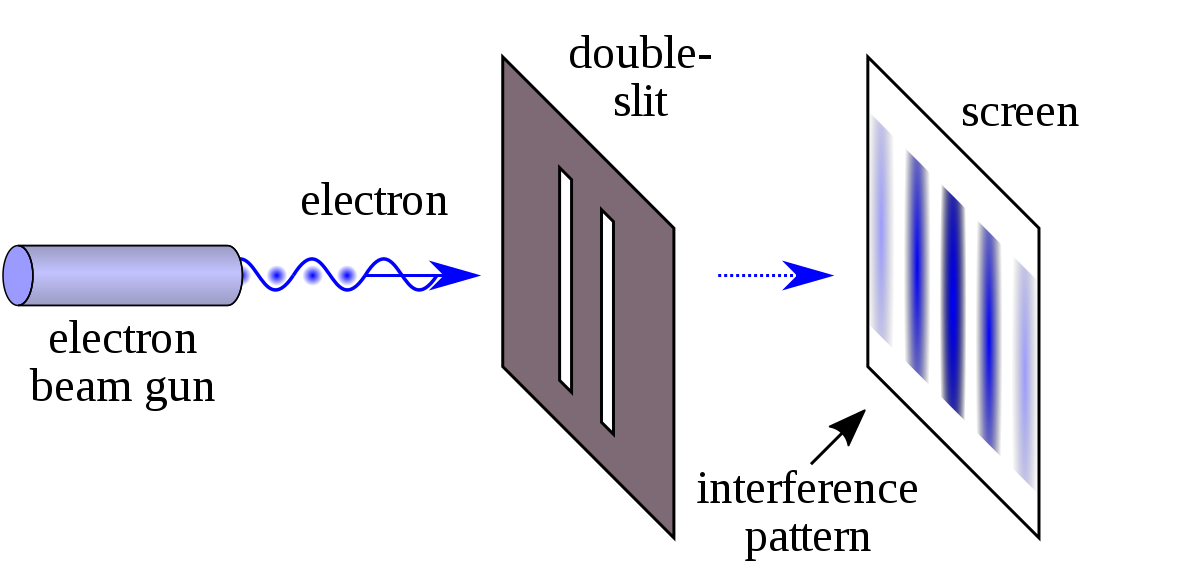 double-
slit
screen
electron
electron
beam gun
interference
pattern